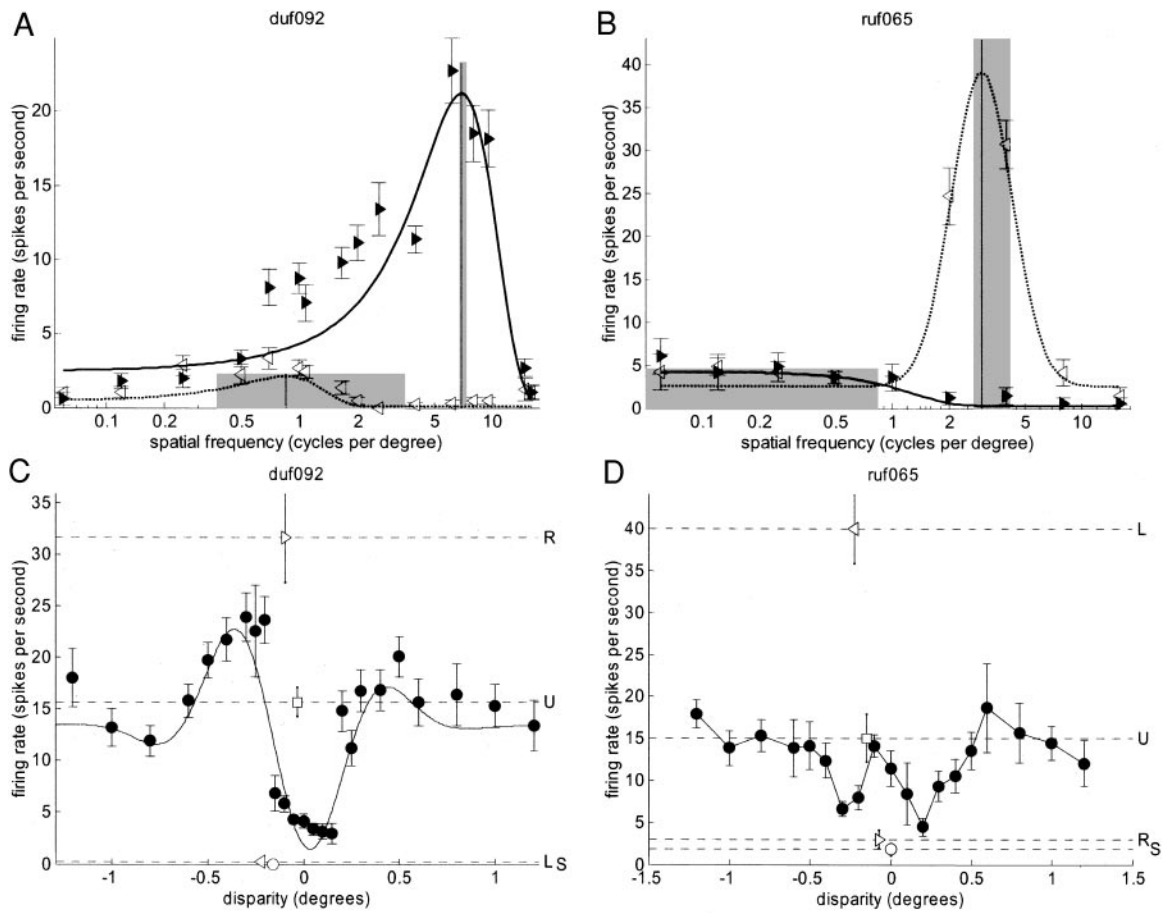 A
duf092
firing rate (spikes per second)
20
15
10
5
0
0.1
0.2
0.5
1
2
5
10
spatial frequency (cycles per degree)
B
ruf065
firing rate (spikes per second)
40
35
30
25
20
15
10
5
0
0.1
0.2
0.5
1
2
5
10
spatial frequency (cycles per degree)
C
duf092
firing rate (spikes per second)
35
30
25
20
15
10
5
0
R
U
L S
-1
-0.5
0
0.5
1
disparity (degrees)
D
ruf065
firing rate (spikes per second)
40
35
30
25
20
15
10
5
0
L
U
R S
-1.5
-1
-0.5
0
0.5
1
1.5
disparity (degrees)